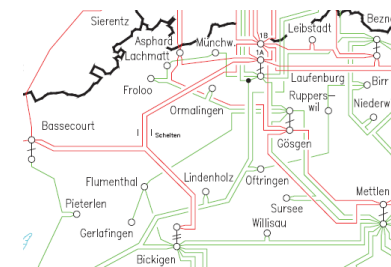 Sierentz
Leibstadt
Bezn
Asphard
Münchw.
1B
Lachmatt
1A
Froloo
Laufenburg
Birr
Ormalingen
Ruppers-
wil
Niederw
Bassecourt
Schelten
Gösgen
Flumenthal
Lindenholz
Oftringen
Mettlen
Pieterlen
Sursee
Gerlafingen
Willisau
Bickigen